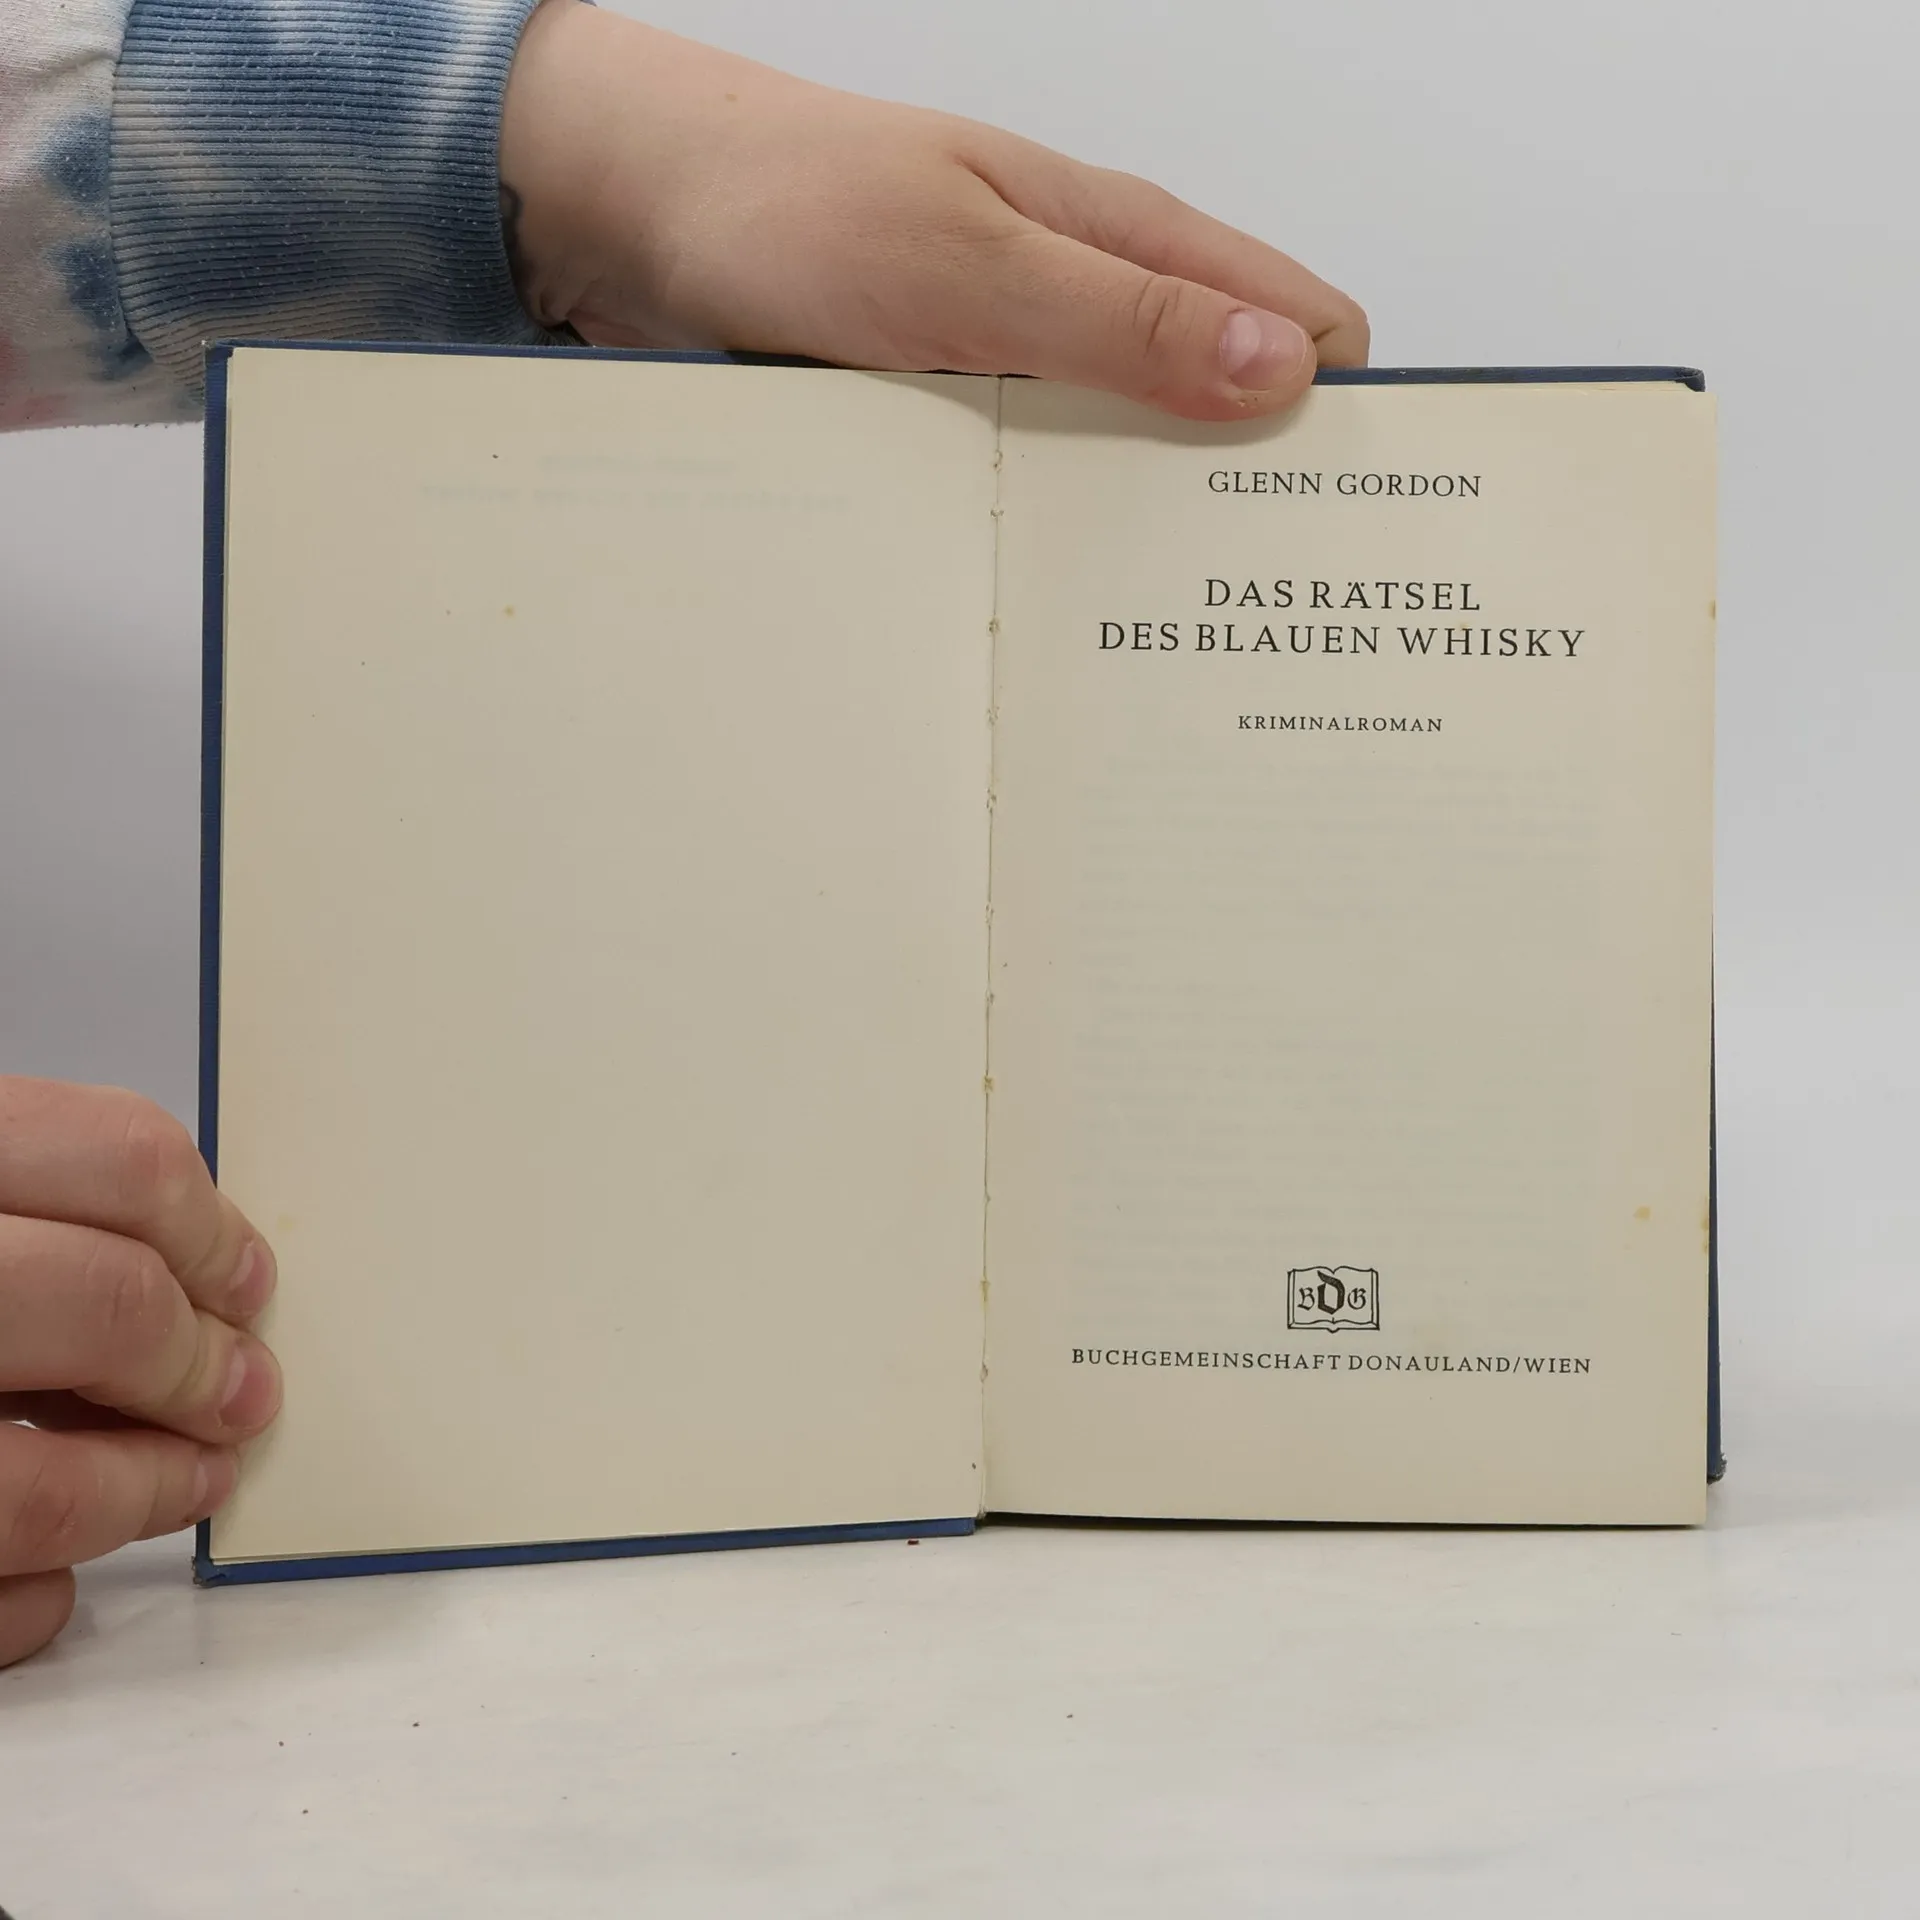 GLENN GORDON
DAS RÄTSEL
DES BLAUEN WHISKY
KRIMINALROMAN
BDG
BUCHGEMEINSCHAFT DONAULAND/WIEN